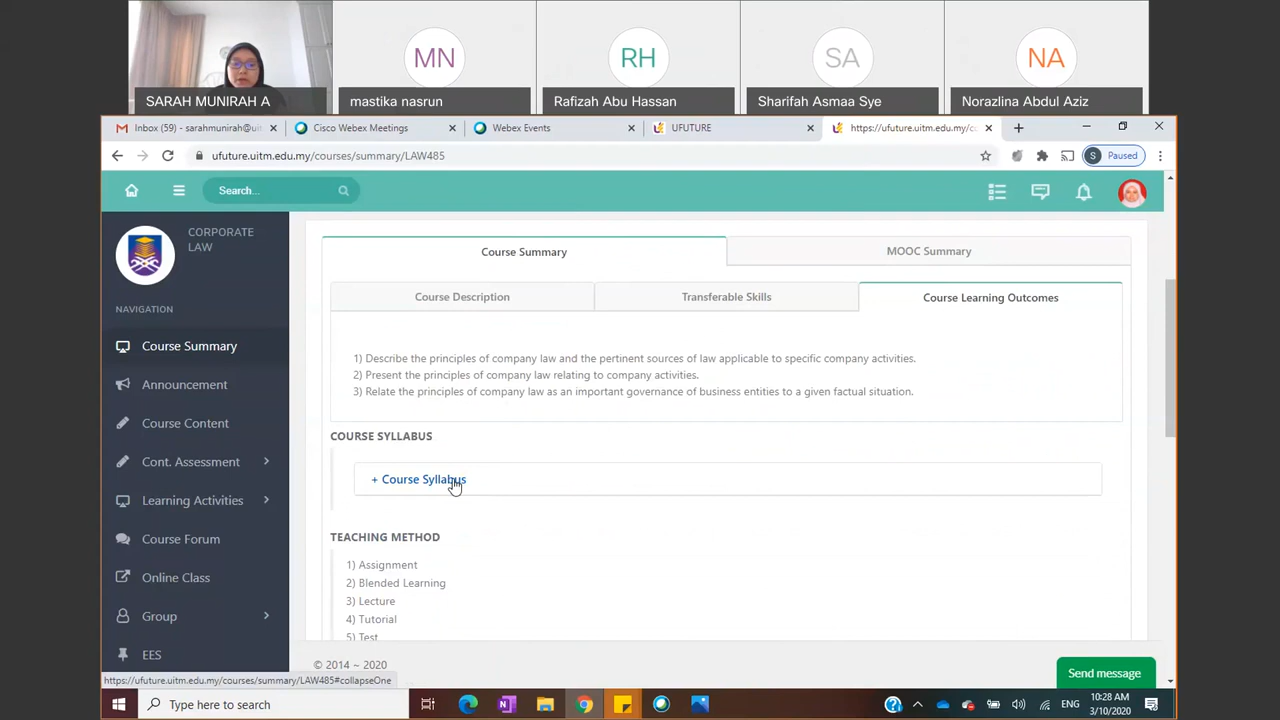 MN
RH
SA
NA
SARAH MUNIRAH A
mastika nasrun
Rafizah Abu Hassan
Sharifah Asmaa Sye
Norazlina Abdul Aziz
Inbox (59) - sarahmunirah@ui
Cisco Webex Meetings
Webex Events
UFUTURE
https://ufuture.uitm.edu.my/co
ufuture.uitm.edu.my/courses/summary/LAW485
S
Paused
Search...
CORPORATE
LAW
NAVIGATION
Course Summary
Announcement
Course Content
Cont. Assessment
Learning Activities
Course Forum
Online Class
Group
EES
Course Summary
MOOC Summary
Course Description
Transferable Skills
Course Learning Outcomes
1) Describe the principles of company law and the pertinent sources of law applicable to specific company activities.
2) Present the principles of company law relating to company activities.
3) Relate the principles of company law as an important governance of business entities to a given factual situation.
COURSE SYLLABUS
+ Course Syllabus
TEACHING METHOD
1) Assignment
2) Blended Learning
3) Lecture
4) Tutorial
5) Test
© 2014 ~ 2020
Send message
https://ufuture.uitm.edu.my/courses/summary/LAW485#collapseOne
Type here to search
ENG
10:28 AM
3/10/2020